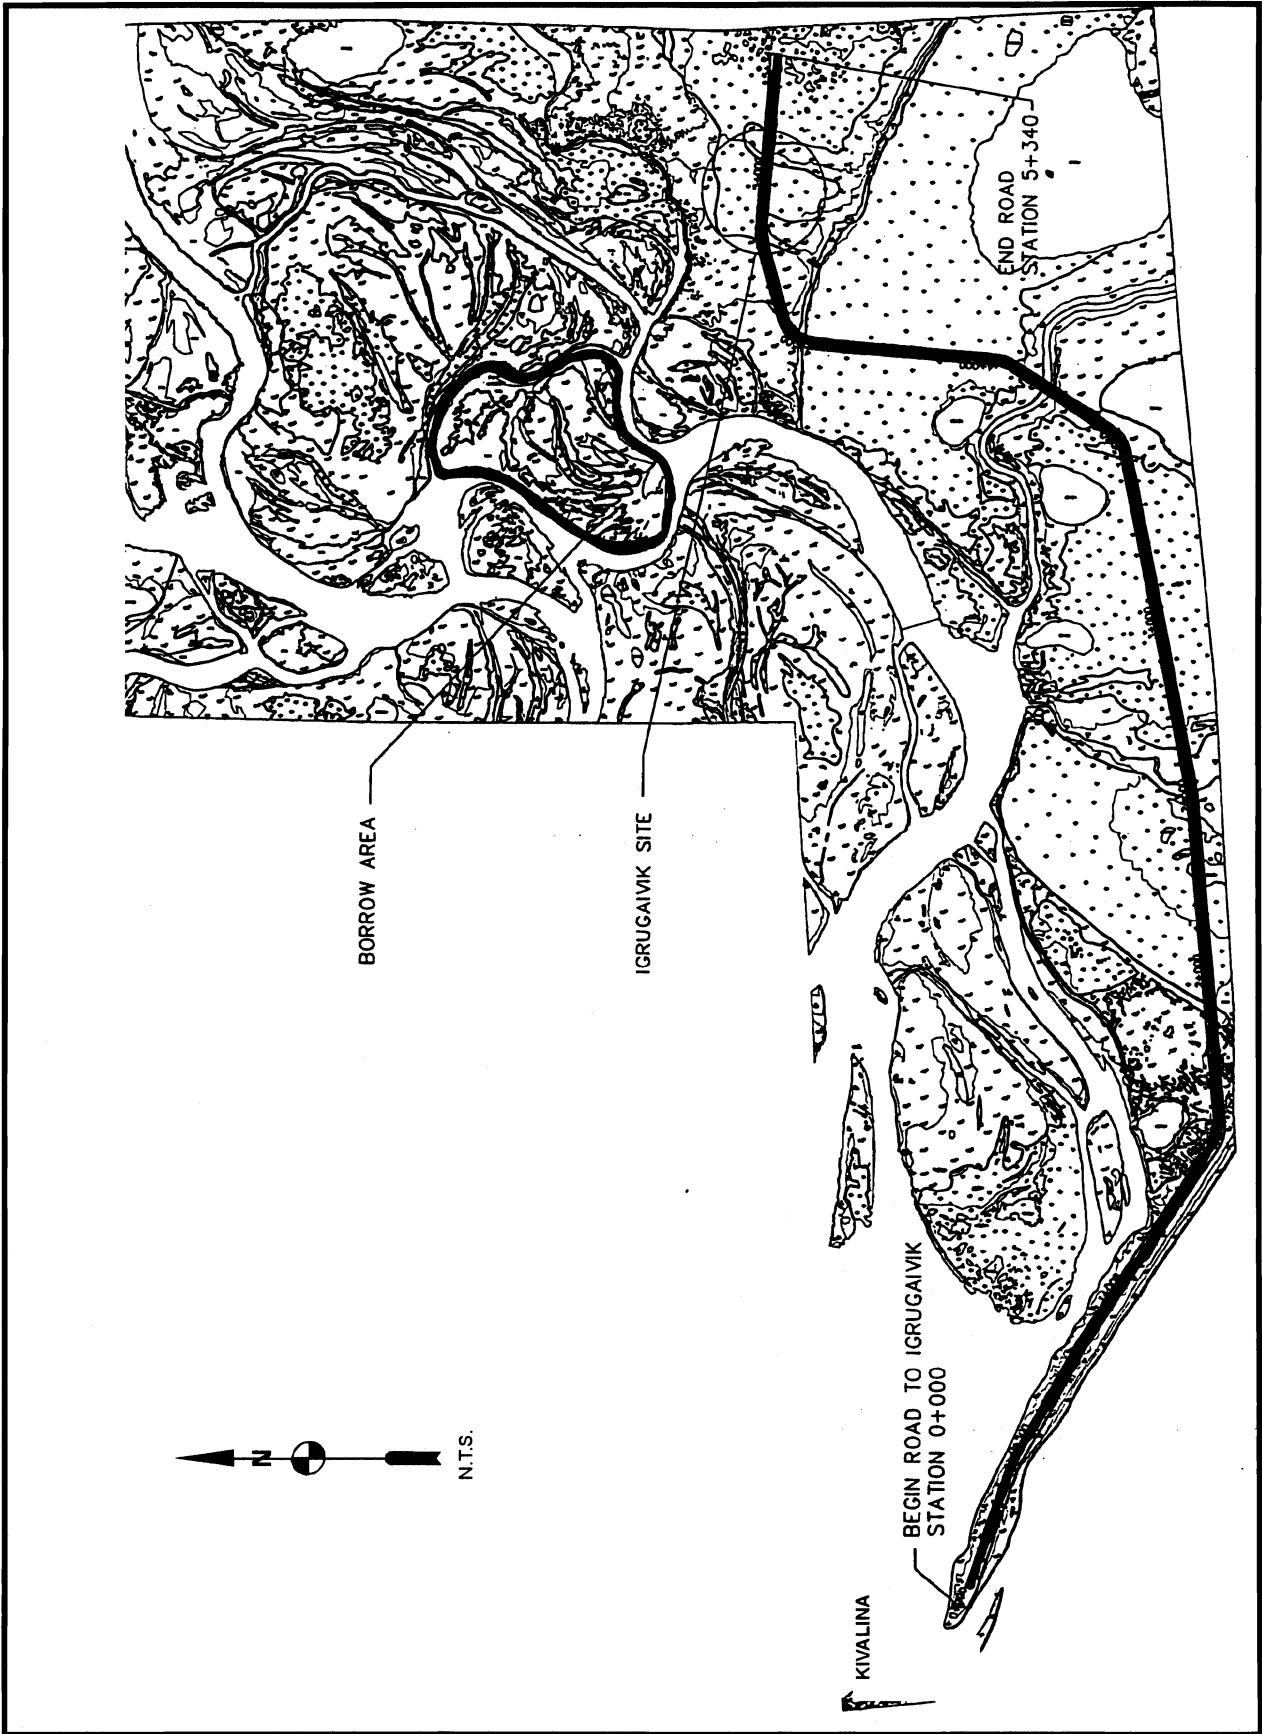 N
N.T.S.
BORROW AREA
IGRUGAIVIK SITE
KIVALINA
BEGIN ROAD TO IGRUGAIVIK
STATION 0+000
END ROAD
STATION 5+340